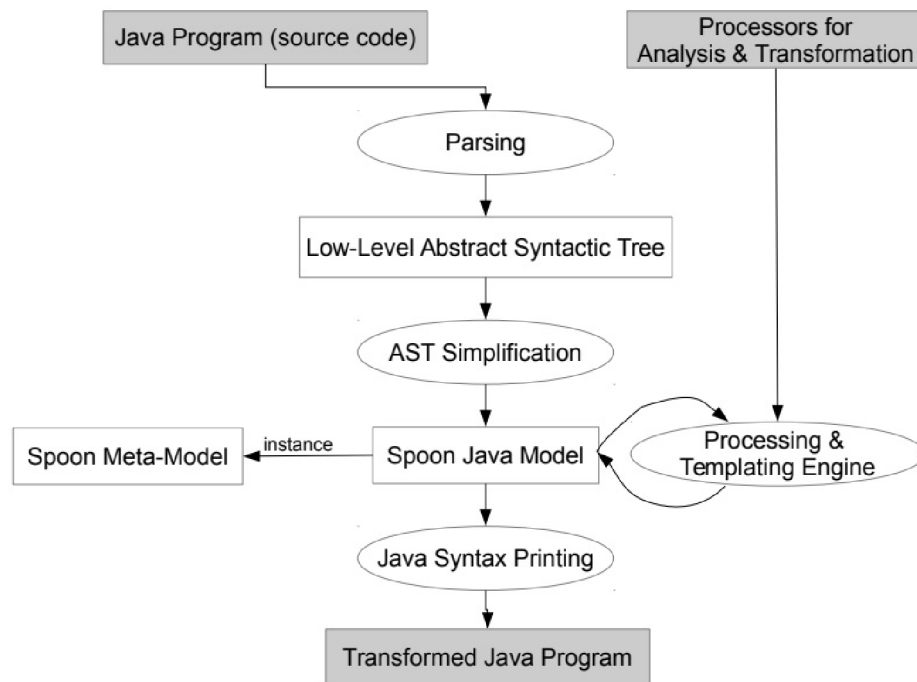 Java Program (source code)
Processors for
Analysis & Transformation
Parsing
Low-Level Abstract Syntactic Tree
AST Simplification
Spoon Meta-Model
instance
Spoon Java Model
Processing &
Templating Engine
Java Syntax Printing
Transformed Java Program